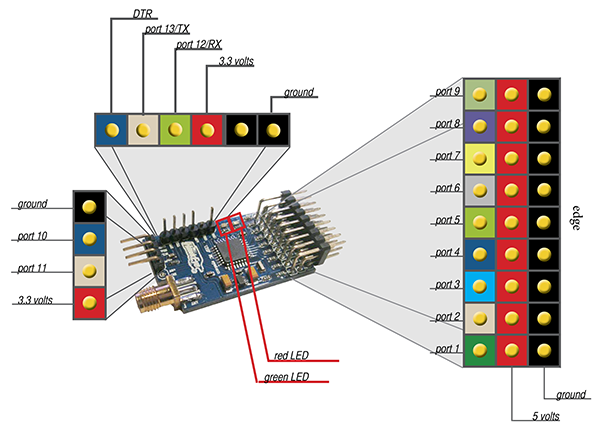 DTR
port 13/TX
port 12/RX
3.3 volts
ground
ground
port 10
port 11
3.3 volts
red LED
green LED
port 9
port 8
port 7
port 6
port 5
port 4
port 3
port 2
port 1
edge
ground
5 volts